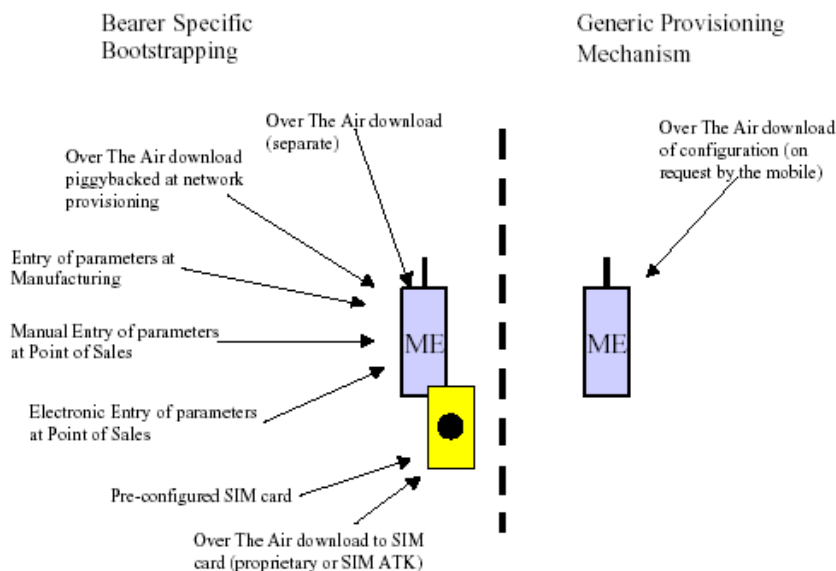 Bearer Specific
Bootstrapping
Generic Provisioning
Mechanism
Over The Air download
(separate)
Over The Air download
of configuration (on
request by the mobile)
Over The Air download
piggybacked at network
provisioning
Entry of parameters at
Manufacturing
Manual Entry of parameters
at Point of Sales
ME
ME
Electronic Entry of parameters
at Point of Sales
Pre-configured SIM card
Over The Air download to SIM
card (proprietary or SIM ATK)